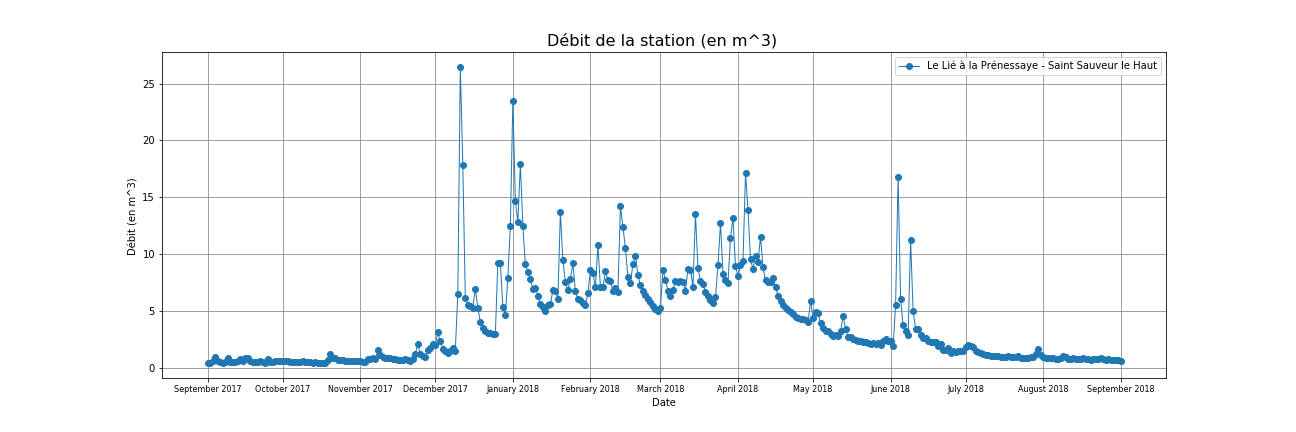 Débit de la station (en m^3)
Le Lié à la Prénessaye - Saint Sauveur le Haut
Débit (en m^3)
25
20
15
10
5
0
September 2017 October 2017 November 2017 December 2017 January 2018 February 2018 March 2018 April 2018 May 2018 June 2018 July 2018 August 2018 September 2018
Date